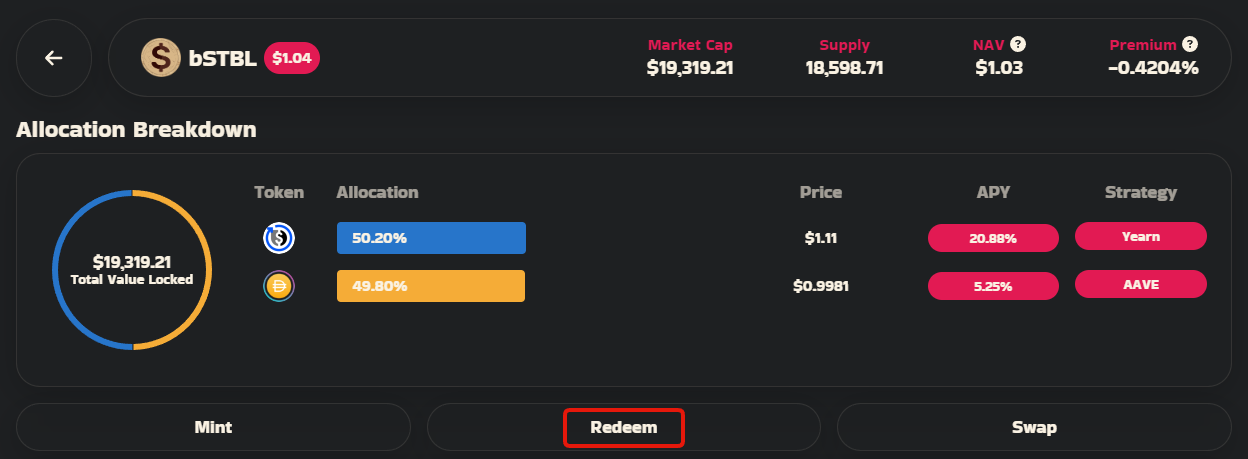 bSTBL $1.04
Market Cap Supply NAV ? Premium ?
$19,319.21 18,598.71 $1.03 -0.4204%
Allocation Breakdown
Token Allocation Price APY Strategy
50.20% $1.11 20.88% Yearn
49.80% $0.9981 5.25% AAVE
$19,319.21
Total Value Locked
Mint Redeem Swap